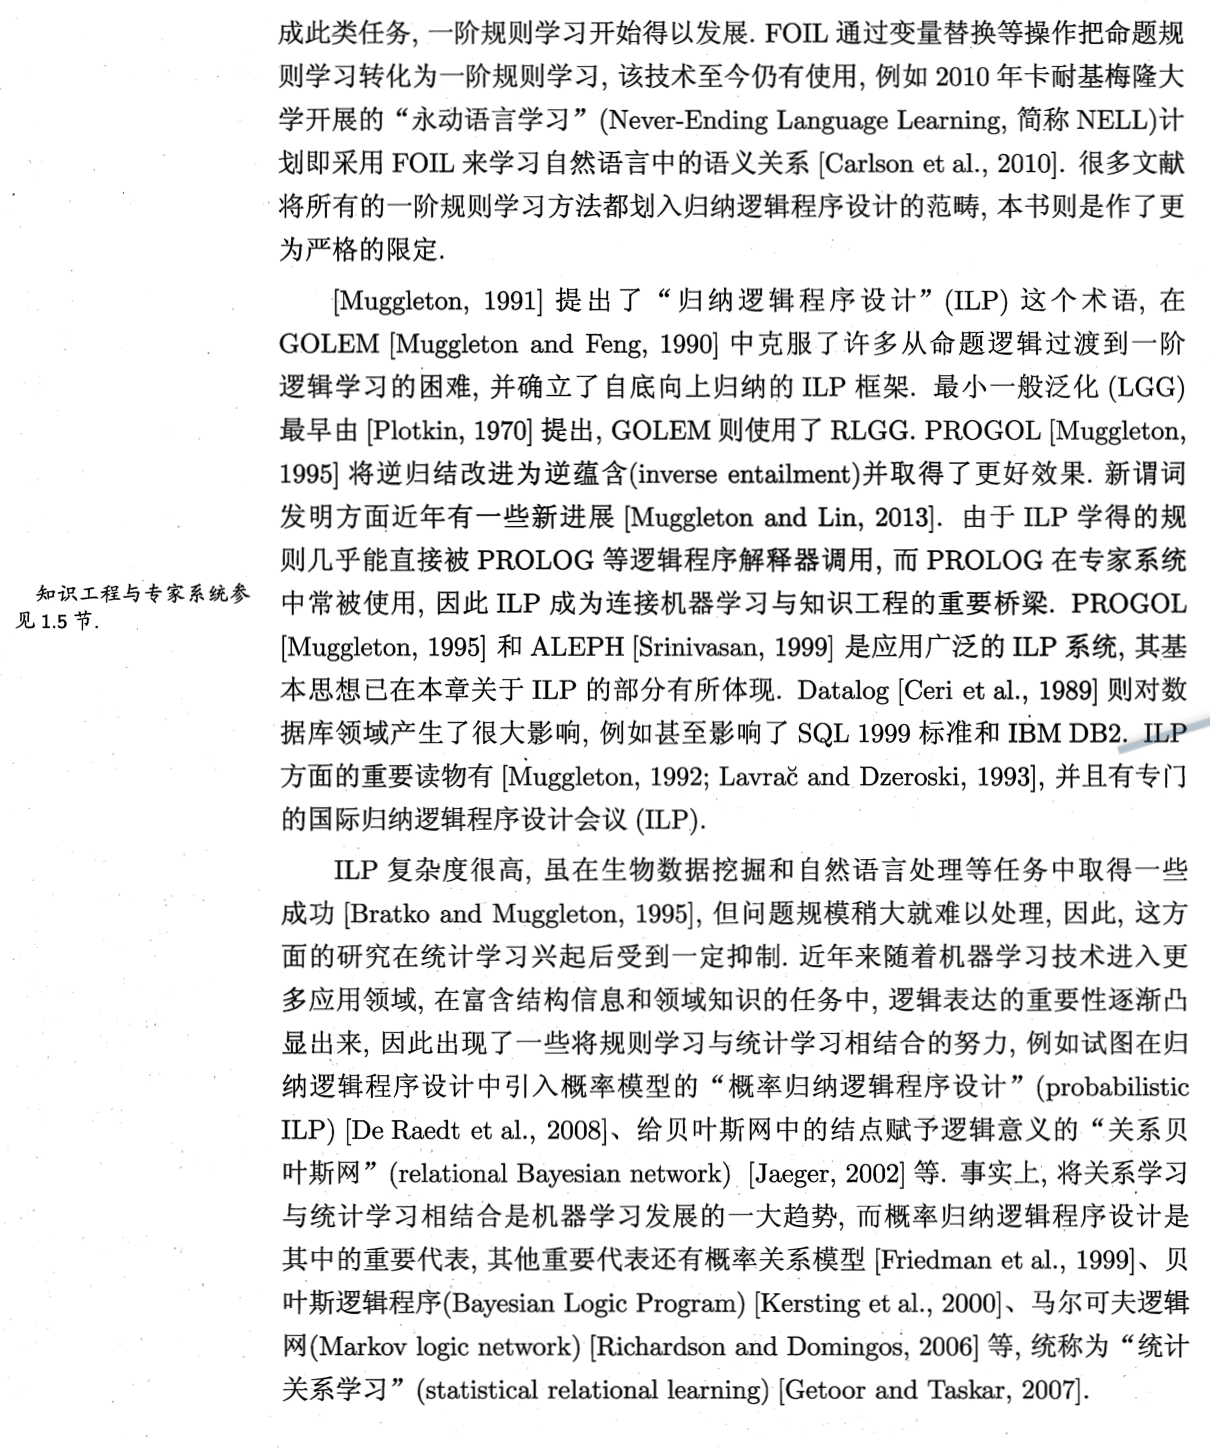 成此类任务, 一阶规则学习开始得以发展. FOIL 通过变量替换等操作把命题规
则学习转化为一阶规则学习, 该技术至今仍有使用, 例如 2010 年卡耐基梅隆大
学开展的“永动语言学习”(Never-Ending Language Learning, 简称 NELL)计
划即采用 FOIL 来学习自然语言中的语义关系 [Carlson et al., 2010]. 很多文献
将所有的一阶规则学习方法都划入归纳逻辑程序设计的范畴, 本书则是作了更
为严格的限定.
[Muggleton, 1991] 提出了“归纳逻辑程序设计”(ILP) 这个术语, 在
GOLEM [Muggleton and Feng, 1990] 中克服了许多从命题逻辑过渡到一阶
逻辑学习的困难, 并确立了自底向上归纳的 ILP 框架. 最小一般泛化 (LGG)
最早由 [Plotkin, 1970] 提出, GOLEM 则使用了 RLGG. PROGOL [Muggleton,
1995] 将逆归结改进为逆蕴含(inverse entailment)并取得了更好效果. 新谓词
发明方面近年有一些新进展 [Muggleton and Lin, 2013]. 由于 ILP 学得的规
则几乎能直接被 PROLOG 等逻辑程序解释器调用, 而 PROLOG 在专家系统
中常被使用, 因此 ILP 成为连接机器学习与知识工程的重要桥梁. PROGOL
[Muggleton, 1995] 和 ALEPH [Srinivasan, 1999] 是应用广泛的 ILP 系统, 其基
本思想已在本章关于 ILP 的部分有所体现. Datalog [Ceri et al., 1989] 则对数
据库领域产生了很大影响, 例如甚至影响了 SQL 1999 标准和 IBM DB2. ILP
方面的重要读物有 [Muggleton, 1992; Lavrač and Dzeroski, 1993], 并且有专门
的国际归纳逻辑程序设计会议 (ILP).
知识工程与专家系统参
见 1.5 节.
ILP 复杂度很高, 虽在生物数据挖掘和自然语言处理等任务中取得一些
成功 [Bratko and Muggleton, 1995], 但问题规模稍大就难以处理, 因此, 这方
面的研究在统计学习兴起后受到一定抑制. 近年来随着机器学习技术进入更
多应用领域, 在富含结构信息和领域知识的任务中, 逻辑表达的重要性逐渐凸
显出来, 因此出现了一些将规则学习与统计学习相结合的努力, 例如试图在归
纳逻辑程序设计中引入概率模型的“概率归纳逻辑程序设计”(probabilistic
ILP) [De Raedt et al., 2008]、给贝叶斯网中的结点赋予逻辑意义的“关系贝
叶斯网”(relational Bayesian network) [Jaeger, 2002] 等. 事实上, 将关系学习
与统计学习相结合是机器学习发展的一大趋势, 而概率归纳逻辑程序设计是
其中的重要代表, 其他重要代表还有概率关系模型 [Friedman et al., 1999]、贝
叶斯逻辑程序(Bayesian Logic Program) [Kersting et al., 2000]、马尔可夫逻辑
网(Markov logic network) [Richardson and Domingos, 2006] 等, 统称为“统计
关系学习”(statistical relational learning) [Getoor and Taskar, 2007].